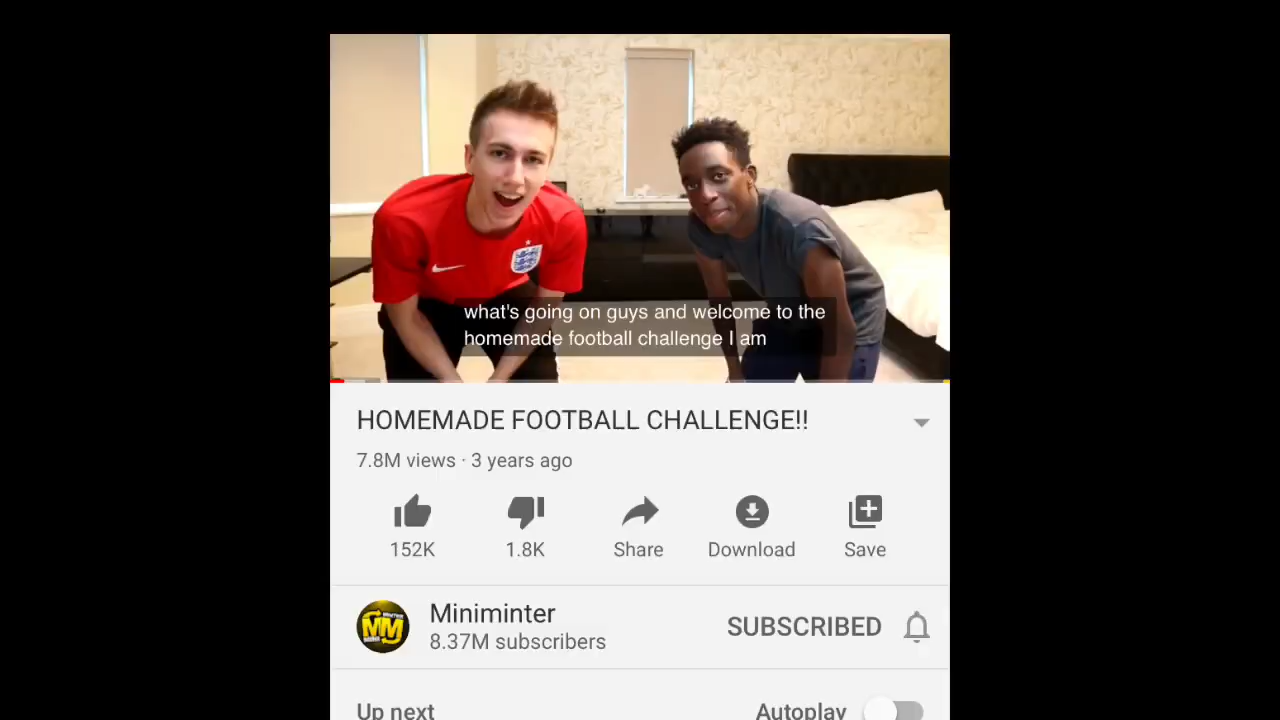 what's going on guys and welcome to the
homemade football challenge I am
HOMEMADE FOOTBALL CHALLENGE!!
7.8M views · 3 years ago
152K
1.8K
Share
Download
Save
MM
Miniminter
8.37M subscribers
SUBSCRIBED
Up next
Autoplay